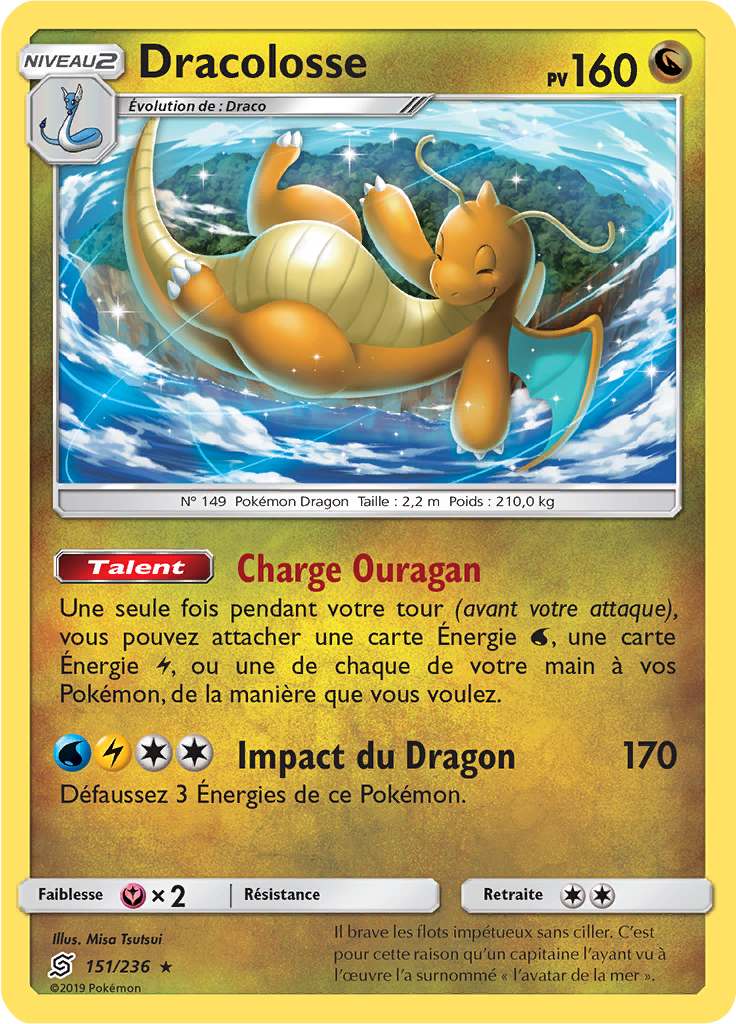 NIVEAU 2
Dracolosse
PV 160
Évolution de : Draco
N° 149 Pokémon Dragon Taille : 2,2 m Poids : 210,0 kg
Talent Charge Ouragan
Une seule fois pendant votre tour (avant votre attaque),
vous pouvez attacher une carte Énergie , une carte
Énergie , ou une de chaque de votre main à vos
Pokémon, de la manière que vous voulez.
Impact du Dragon 170
Défaussez 3 Énergies de ce Pokémon.
Faiblesse × 2 Résistance Retraite
Illus. Misa Tsutsui
151/236 ★
©2019 Pokémon
Il brave les flots impétueux sans ciller. C’est
pour cette raison qu’un capitaine l’ayant vu à
l’œuvre l’a surnommé « l’avatar de la mer ».